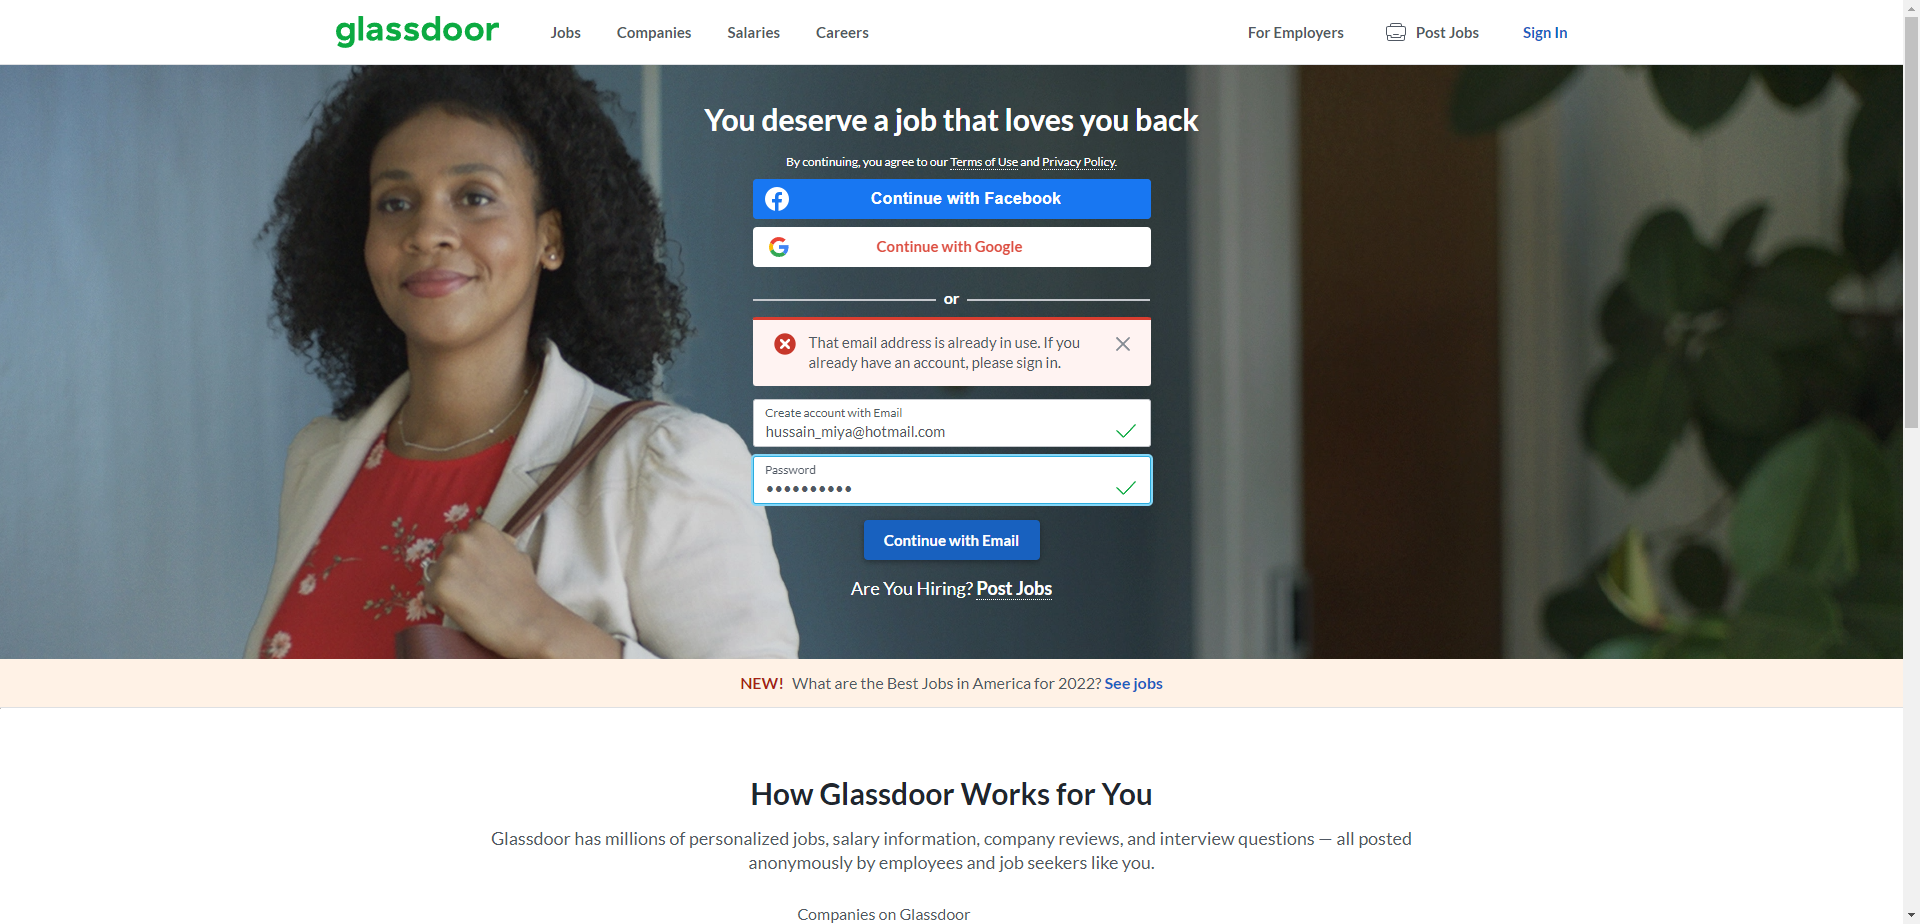 glassdoor
Jobs
Companies
Salaries
Careers
For Employers
Post Jobs
Sign In
You deserve a job that loves you back
By continuing, you agree to our Terms of Use and Privacy Policy.
Continue with Facebook
Continue with Google
or
That email address is already in use. If you
already have an account, please sign in.
Create account with Email
hussain_miya@hotmail.com
Password
••••••••••
Continue with Email
Are You Hiring? Post Jobs
NEW! What are the Best Jobs in America for 2022? See jobs
How Glassdoor Works for You
Glassdoor has millions of personalized jobs, salary information, company reviews, and interview questions — all posted
anonymously by employees and job seekers like you.
Companies on Glassdoor